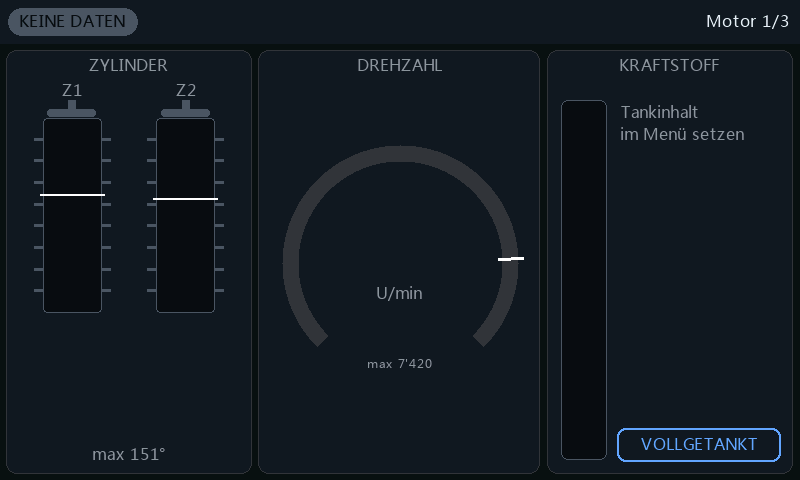 KEINE DATEN
Motor 1/3
ZYLINDER
Z1 Z2
max 151°
DREHZAHL
U/min
max 7'420
KRAFTSTOFF
Tankinhalt
im Menü setzen
VOLLGETANKT